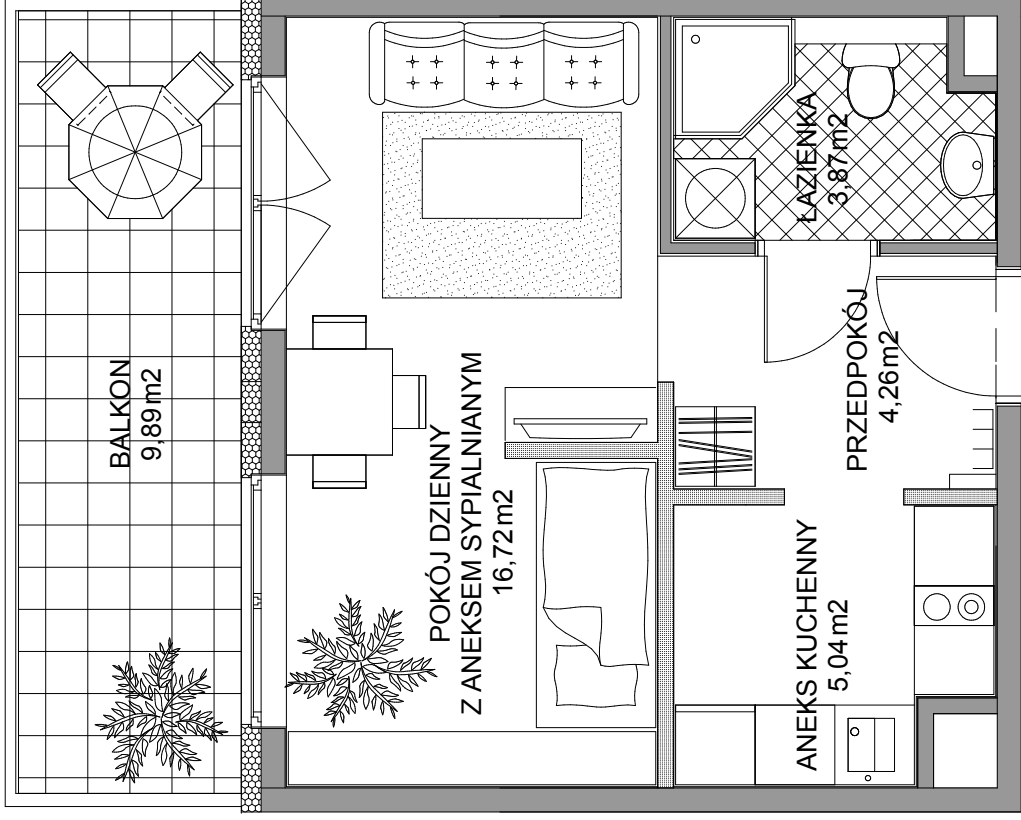 BALKON
9,89m2
POKÓJ DZIENNY
Z ANEKSEM SYPIALNIANYM
16,72m2
ŁAZIENKA
3,87m2
PRZEDPOKÓJ
4,26m2
ANEKS KUCHENNY
5,04m2